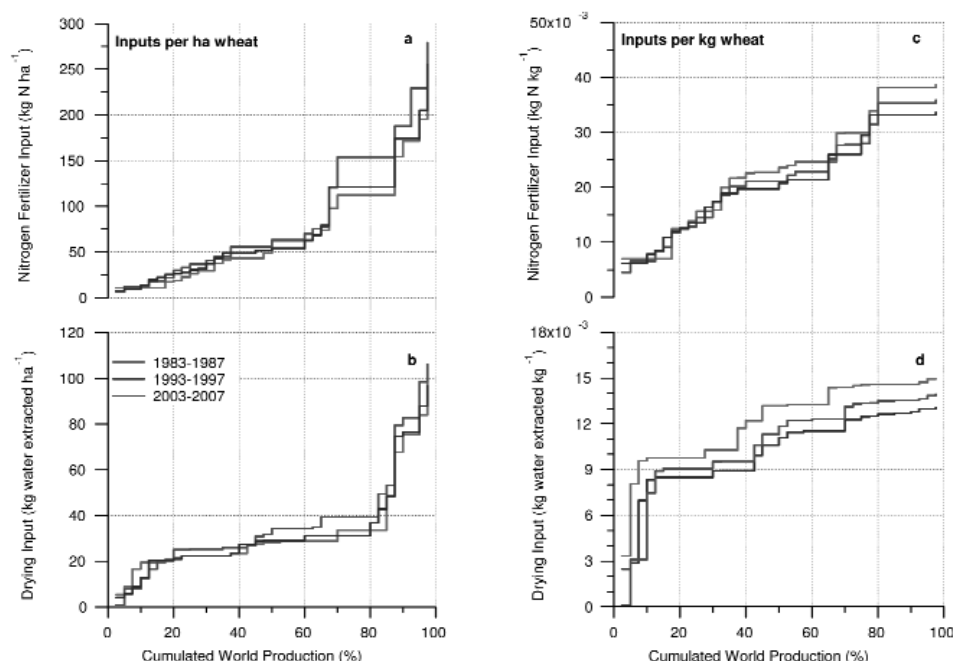 Inputs per ha wheat
a
300
250
200
150
100
50
0
Nitrogen Fertilizer Input (kg N ha⁻¹)
Inputs per kg wheat
c
50x10⁻³
40
30
20
10
0
Nitrogen Fertilizer Input (kg N kg⁻¹)
b
1983-1987
1993-1997
2003-2007
120
100
80
60
40
20
0
Drying Input (kg water extracted ha⁻¹)
0 20 40 60 80 100
Cumulated World Production (%)
d
18x10⁻³
15
12
9
6
3
0
Drying Input (kg water extracted kg⁻¹)
0 20 40 60 80 100
Cumulated World Production (%)